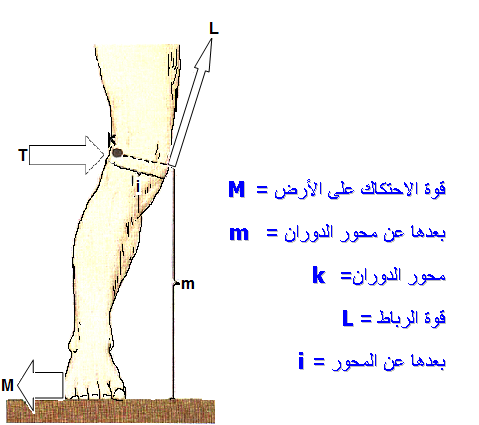 L
k
T
i
m
M
قوة الاحتكاك على الأرض = M
بعدها عن محور الدوران = m
محور الدوران= k
قوة الرباط = L
بعدها عن المحور = i